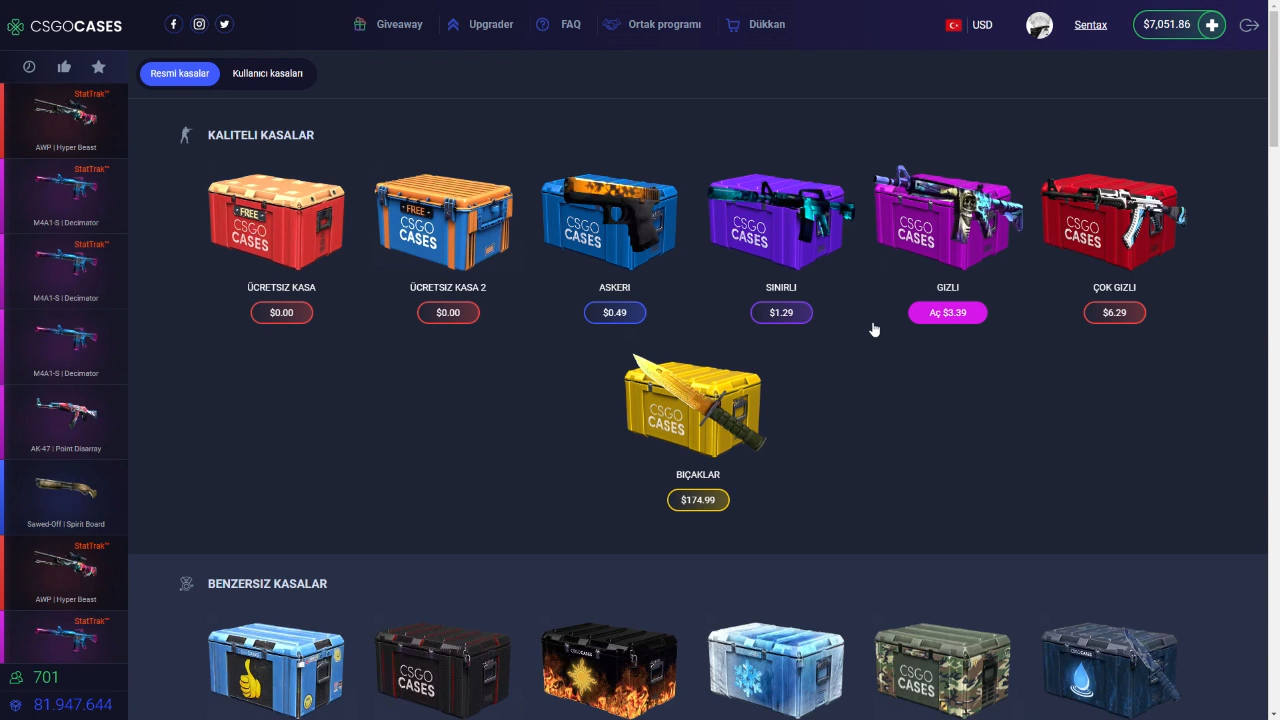 CSGOCASES
Giveaway
Upgrader
FAQ
Ortak programı
Dükkan
USD
Sentax
$7,051.86
Resmi kasalar
Kullanıcı kasaları
StatTrak™
AWP | Hyper Beast
StatTrak™
M4A1-S | Decimator
StatTrak™
M4A1-S | Decimator
StatTrak™
M4A1-S | Decimator
AK-47 | Point Disarray
Sawed-Off | Spirit Board
StatTrak™
AWP | Hyper Beast
StatTrak™
701
81.947.644
KALITELI KASALAR
FREE
CSGO
CASES
FREE
CSGO
CASES
CSGO
CASES
CSGO
CASES
CSGO
CASES
CSGO
CASES
ÜCRETSIZ KASA
ÜCRETSIZ KASA 2
ASKERI
SINIRLI
GIZLI
ÇOK GIZLI
$0.00
$0.00
$0.49
$1.29
Aç $3.39
$6.29
CSGO
CASES
BIÇAKLAR
$174.99
BENZERSIZ KASALAR
CSGO
CASES
CSGOCASES
CSGOCASES
CSGO
CASES
CSGOCASES